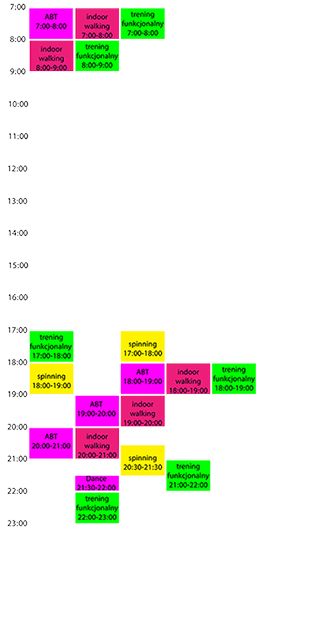 7:00
ABT
7:00-8:00
indoor
walking
7:00-8:00
trening
funkcjonalny
7:00-8:00
8:00
indoor
walking
8:00-9:00
trening
funkcjonalny
8:00-9:00
9:00
10:00
11:00
12:00
13:00
14:00
15:00
16:00
17:00
trening
funkcjonalny
17:00-18:00
spinning
17:00-18:00
18:00
spinning
18:00-19:00
ABT
18:00-19:00
indoor
walking
18:00-19:00
trening
funkcjonalny
18:00-19:00
19:00
ABT
19:00-20:00
indoor
walking
19:00-20:00
20:00
ABT
20:00-21:00
indoor
walking
20:00-21:00
spinning
20:30-21:30
21:00
trening
funkcjonalny
21:00-22:00
Dance
21:30-22:00
22:00
trening
funkcjonalny
22:00-23:00
23:00